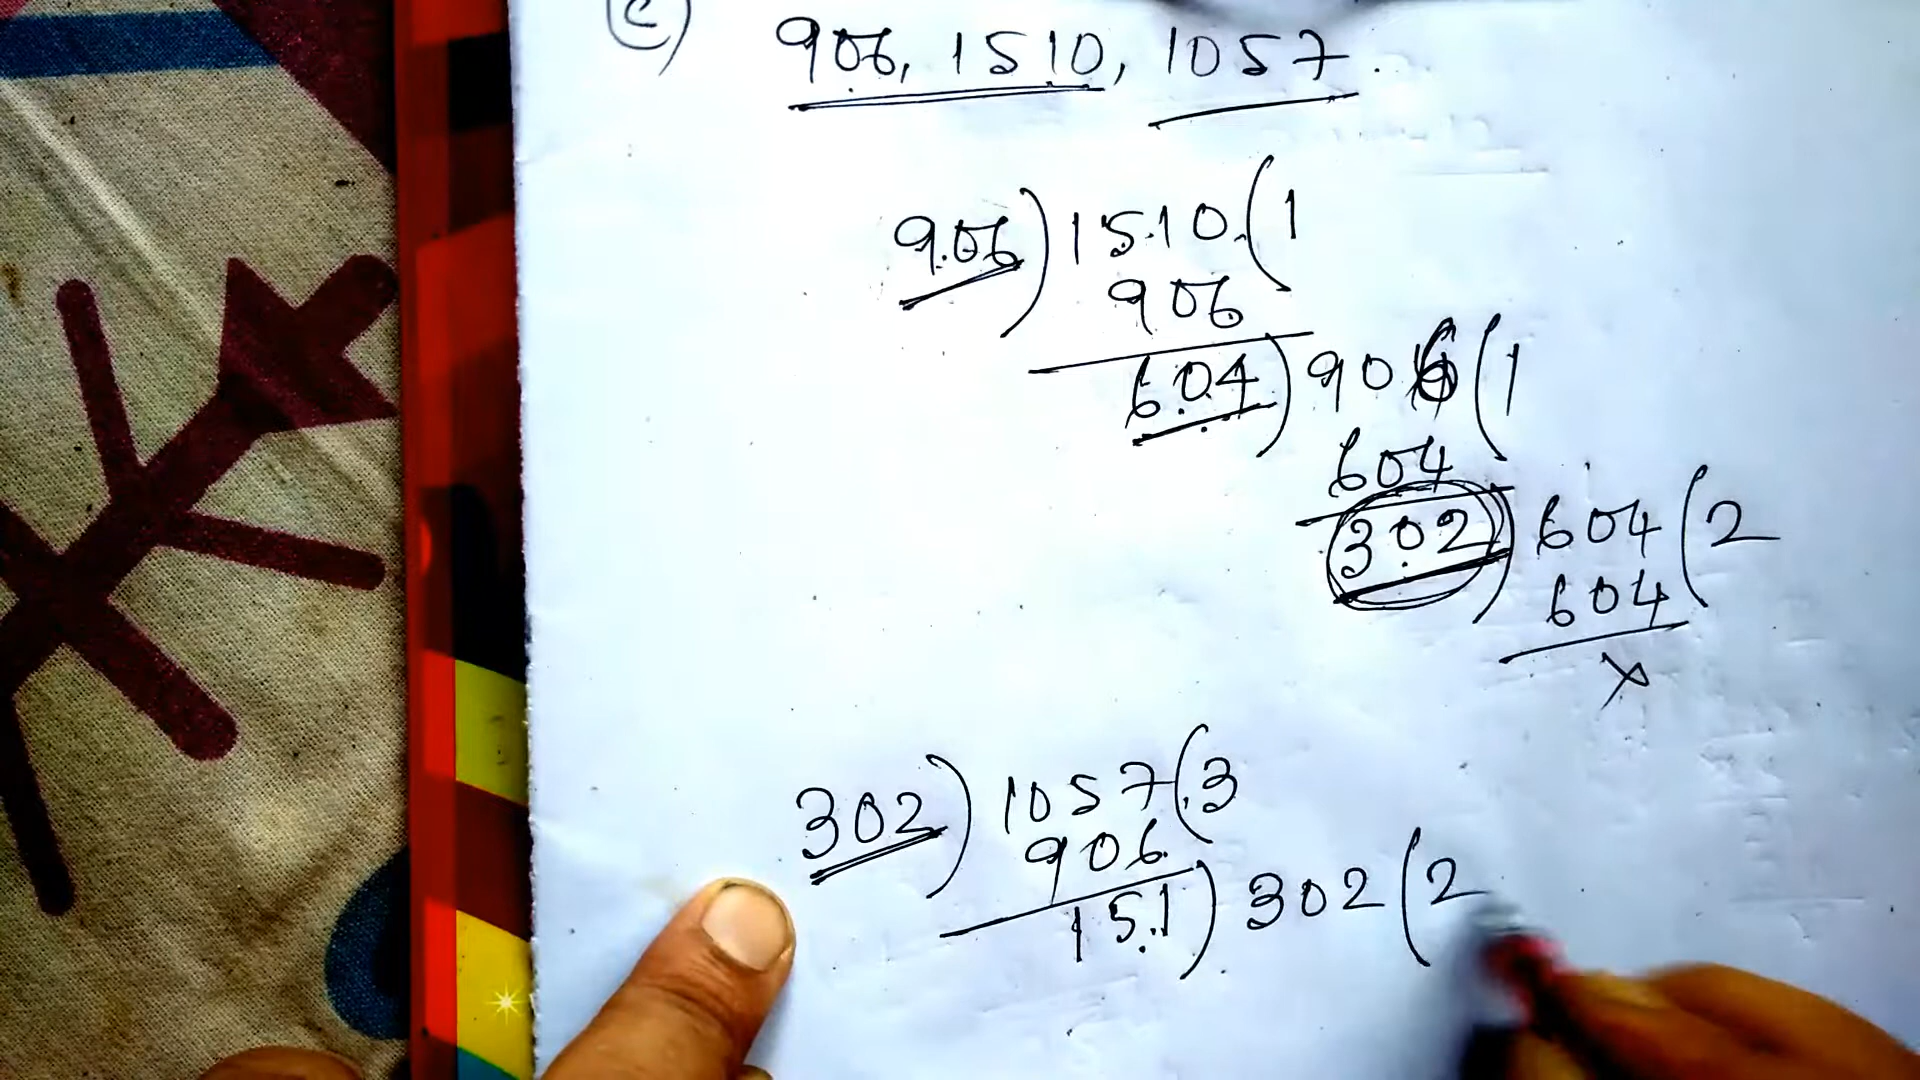 (c) 906, 1510, 1057.
906) 1510 (1
906
604) 906 (1
604
302) 604 (2
604
x
302) 1057 (3
906
151) 302 (2